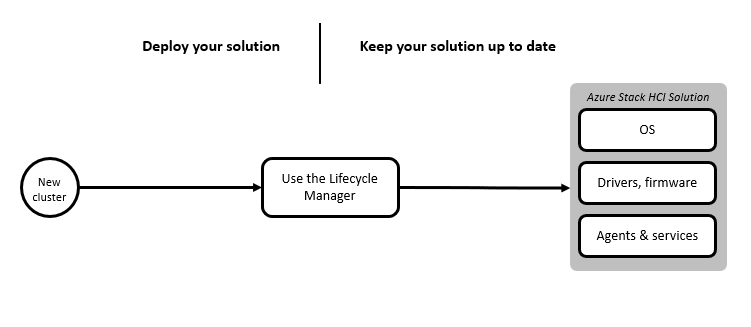 Deploy your solution
Keep your solution up to date
Azure Stack HCI Solution
OS
New
cluster
Use the Lifecycle
Manager
Drivers, firmware
Agents & services